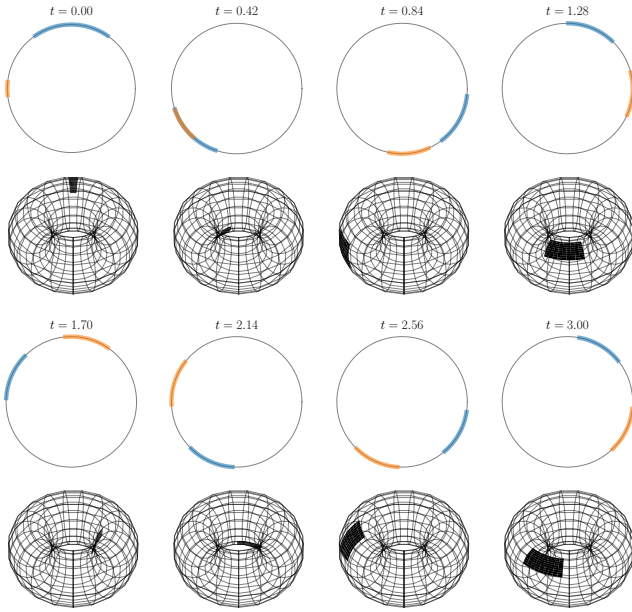 t = 0.00
t = 0.42
t = 0.84
t = 1.28
t = 1.70
t = 2.14
t = 2.56
t = 3.00